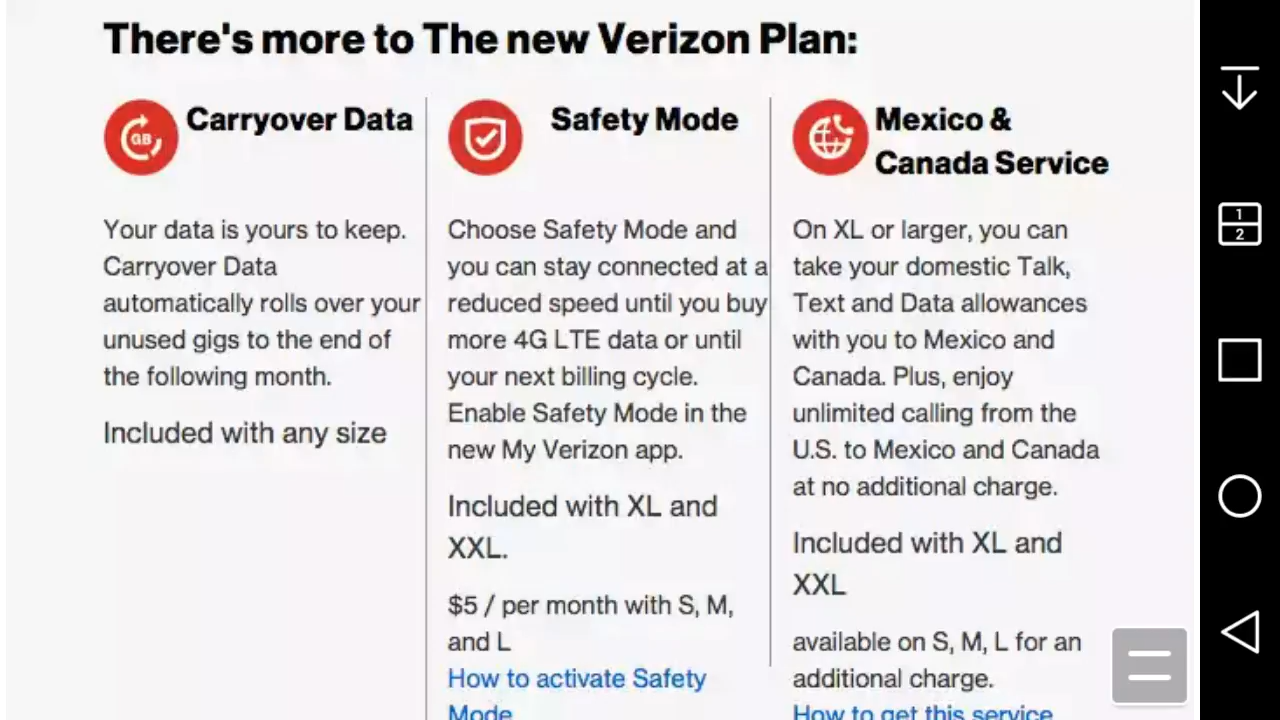 There's more to The new Verizon Plan:
GB
Carryover Data
Your data is yours to keep.
Carryover Data
automatically rolls over your
unused gigs to the end of
the following month.
Included with any size
Safety Mode
Choose Safety Mode and
you can stay connected at a
reduced speed until you buy
more 4G LTE data or until
your next billing cycle.
Enable Safety Mode in the
new My Verizon app.
Included with XL and
XXL.
$5 / per month with S, M,
and L
How to activate Safety
Mode
Mexico &
Canada Service
On XL or larger, you can
take your domestic Talk,
Text and Data allowances
with you to Mexico and
Canada. Plus, enjoy
unlimited calling from the
U.S. to Mexico and Canada
at no additional charge.
Included with XL and
XXL
available on S, M, L for an
additional charge.
How to get this service
1
2